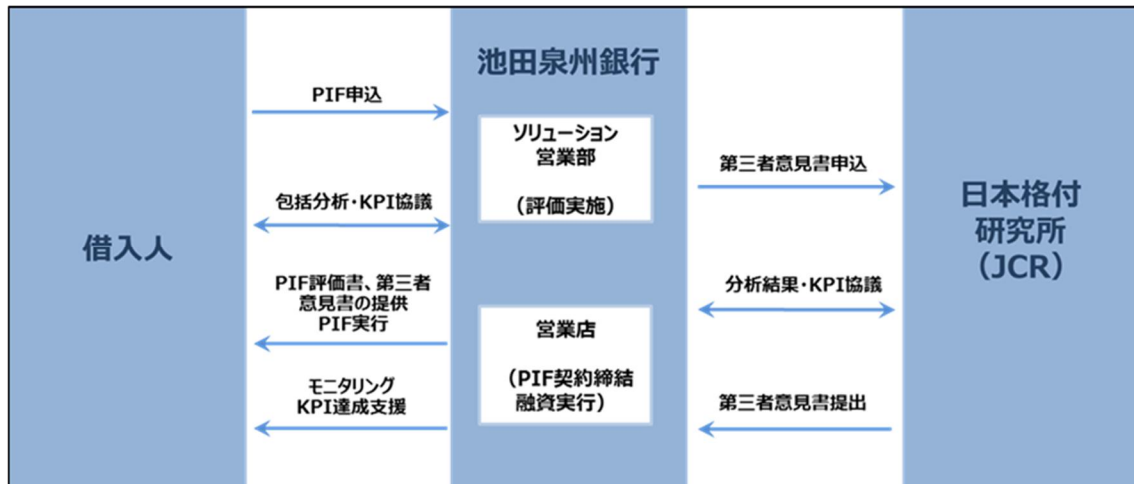 借入人
PIF申込
包括分析・KPI協議
PIF評価書、第三者
意見書の提供
PIF実行
モニタリング
KPI達成支援
池田泉州銀行
ソリューション
営業部
（評価実施）
営業店
（PIF契約締結
融資実行）
第三者意見書申込
分析結果・KPI協議
第三者意見書提出
日本格付
研究所
（JCR）